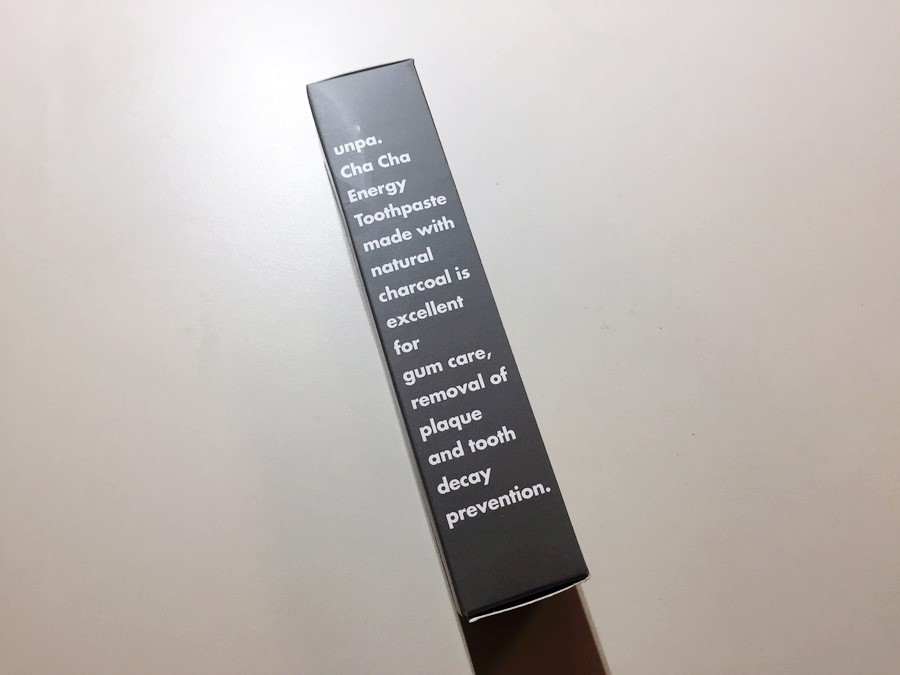 unpa.
Cha Cha
Energy
Toothpaste
made with
natural
charcoal is
excellent
for
gum care,
removal of
plaque
and tooth
decay
prevention.